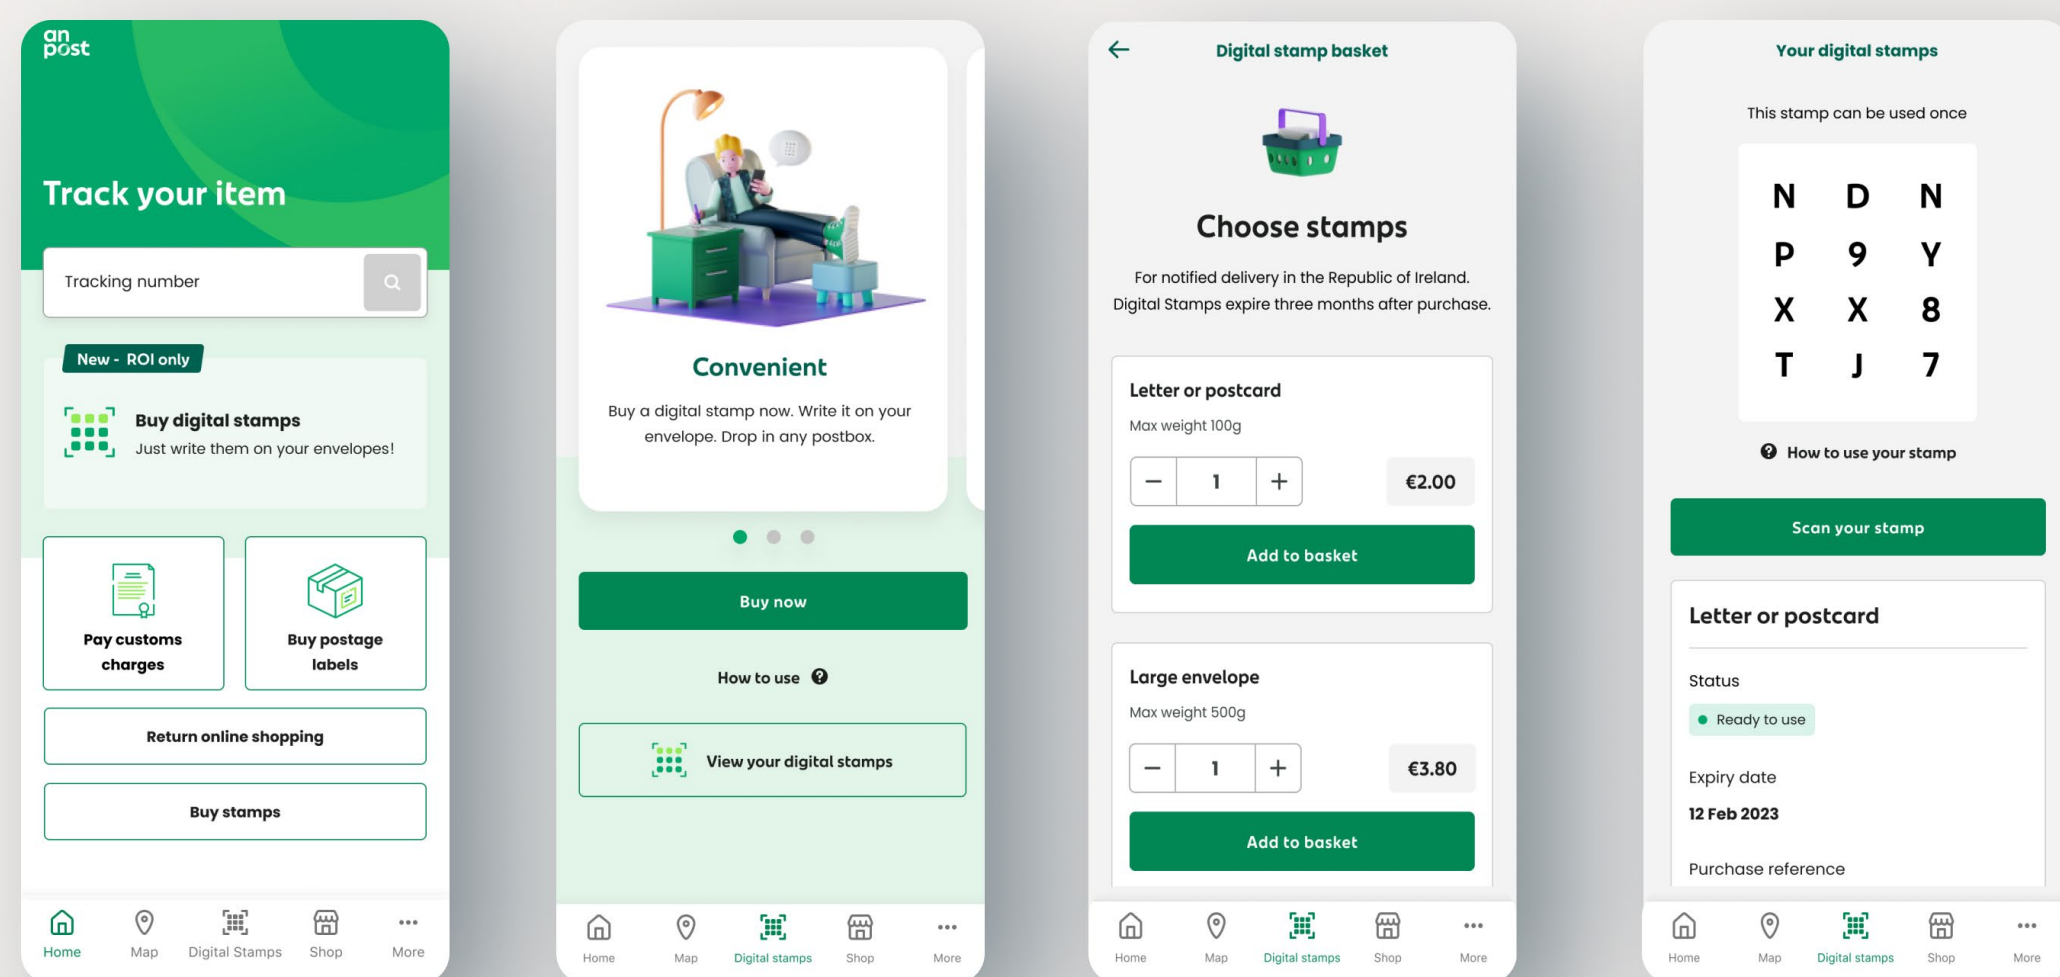 an
post
Track your item
Tracking number
New - ROI only
Buy digital stamps
Just write them on your envelopes!
Pay customs
charges
Buy postage
labels
Return online shopping
Buy stamps
Home
Map
Digital Stamps
Shop
More
Convenient
Buy a digital stamp now. Write it on your
envelope. Drop in any postbox.
Buy now
How to use ?
View your digital stamps
Home
Map
Digital stamps
Shop
More
Digital stamp basket
Choose stamps
For notified delivery in the Republic of Ireland.
Digital Stamps expire three months after purchase.
Letter or postcard
Max weight 100g
1
€2.00
Add to basket
Large envelope
Max weight 500g
1
€3.80
Add to basket
Home
Map
Digital stamps
Shop
More
Your digital stamps
This stamp can be used once
N D N
P 9 Y
X X 8
T J 7
? How to use your stamp
Scan your stamp
Letter or postcard
Status
Ready to use
Expiry date
12 Feb 2023
Purchase reference
Home
Map
Digital stamps
Shop
More